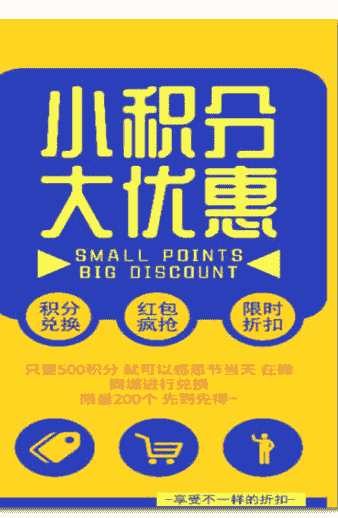 小积分
大优惠
SMALL POINTS
BIG DISCOUNT
积分
兑换
红包
疯抢
限时
折扣
只要500积分 就可以感恩节当天 在微
商城进行兑换
限量200个 先到先得~
-享受不一样的折扣-